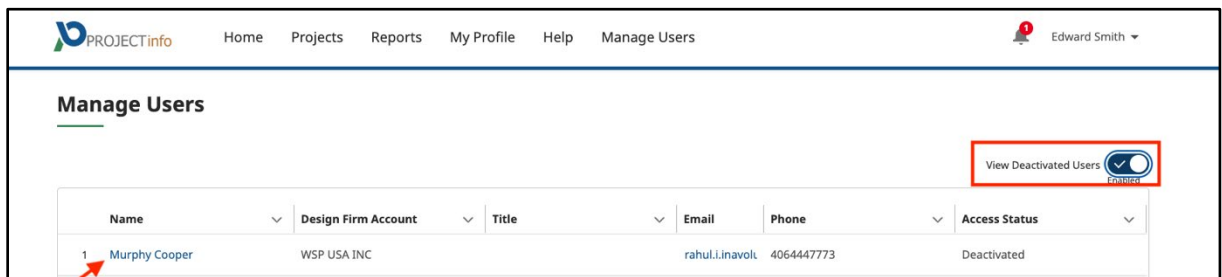 PROJECTinfo Home Projects Reports My Profile Help Manage Users 1 Edward Smith
Manage Users
View Deactivated Users
Enabled
Name Design Firm Account Title Email Phone Access Status
1 Murphy Cooper WSP USA INC rahul.i.inavolu 4064447773 Deactivated